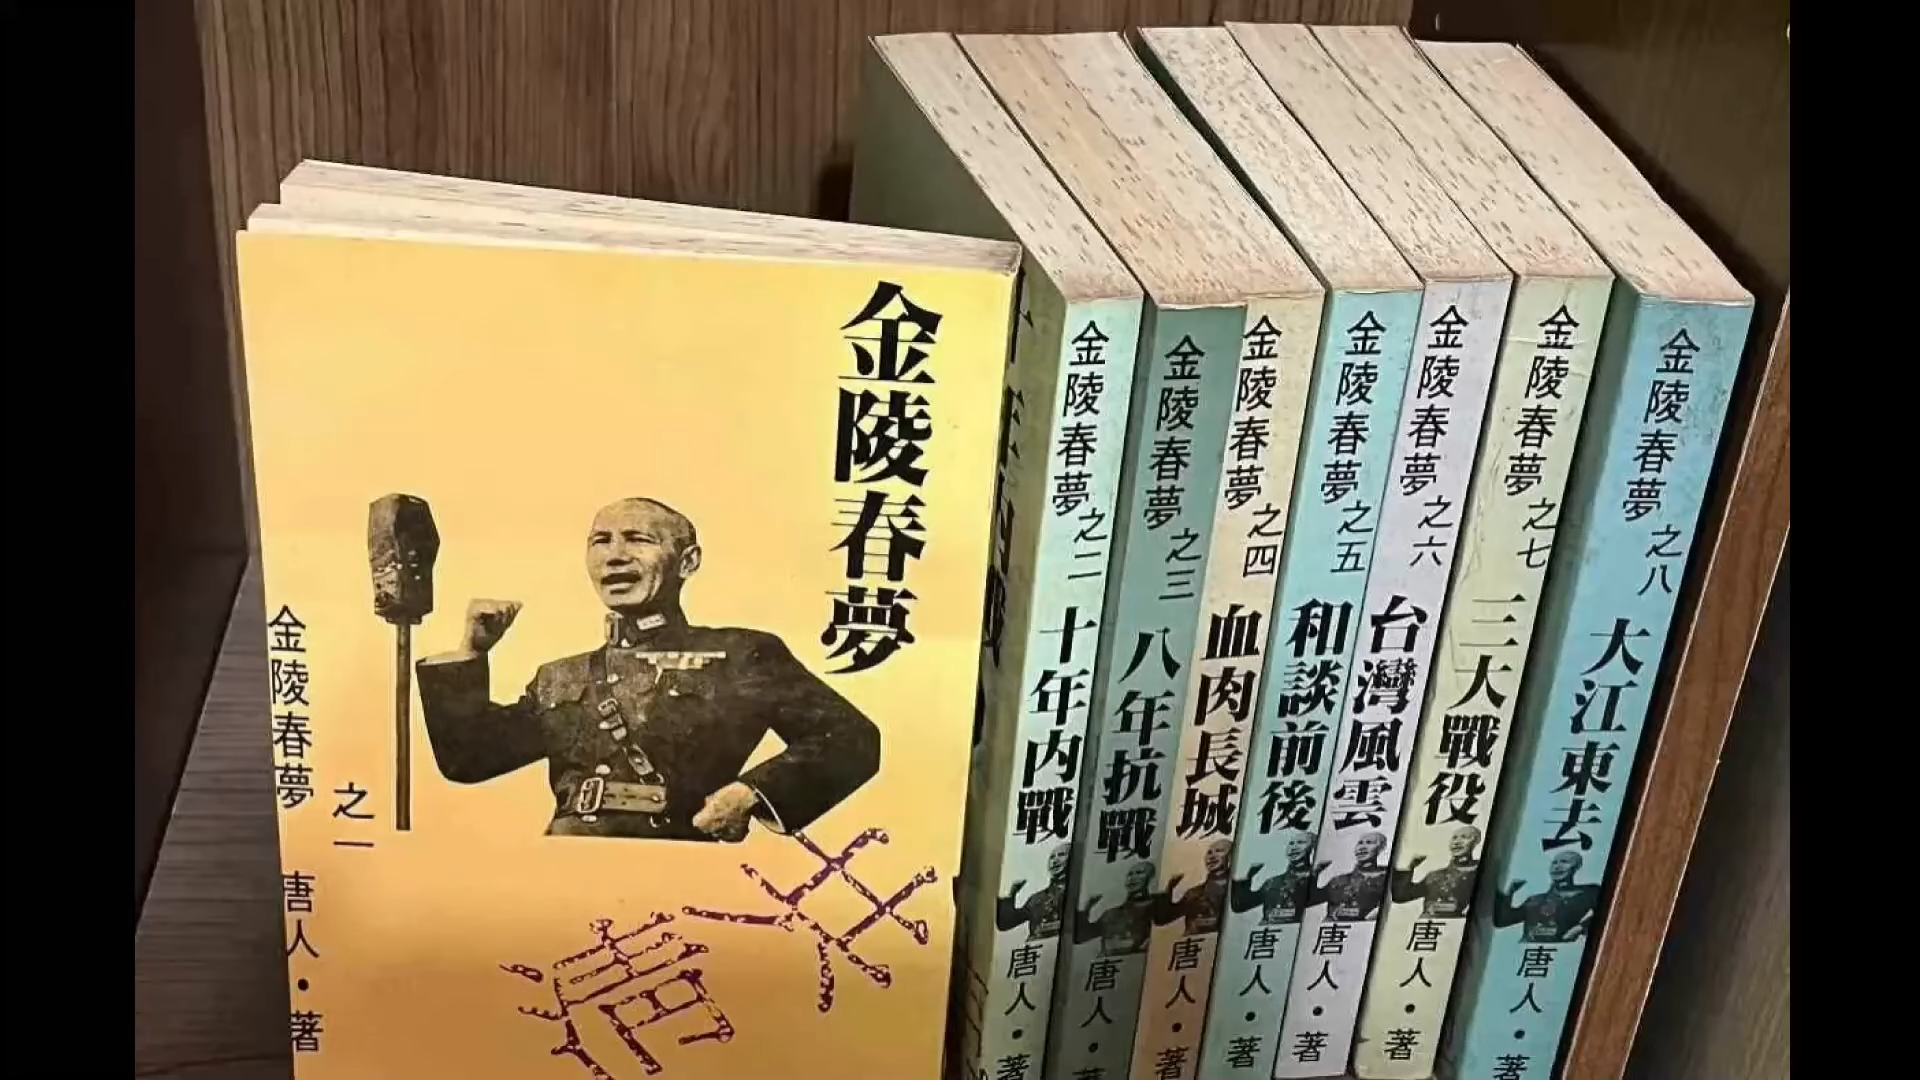 金陵春夢
金陵春夢 之一 唐人·著
金陵春夢 之二 十年内戰 唐人·著
金陵春夢 之三 八年抗戰 唐人·著
金陵春夢 之四 血肉長城 唐人·著
金陵春夢 之五 和談前後 唐人·著
金陵春夢 之六 台灣風雲 唐人·著
金陵春夢 之七 三大戰役 唐人·著
金陵春夢 之八 大江東去 唐人·著